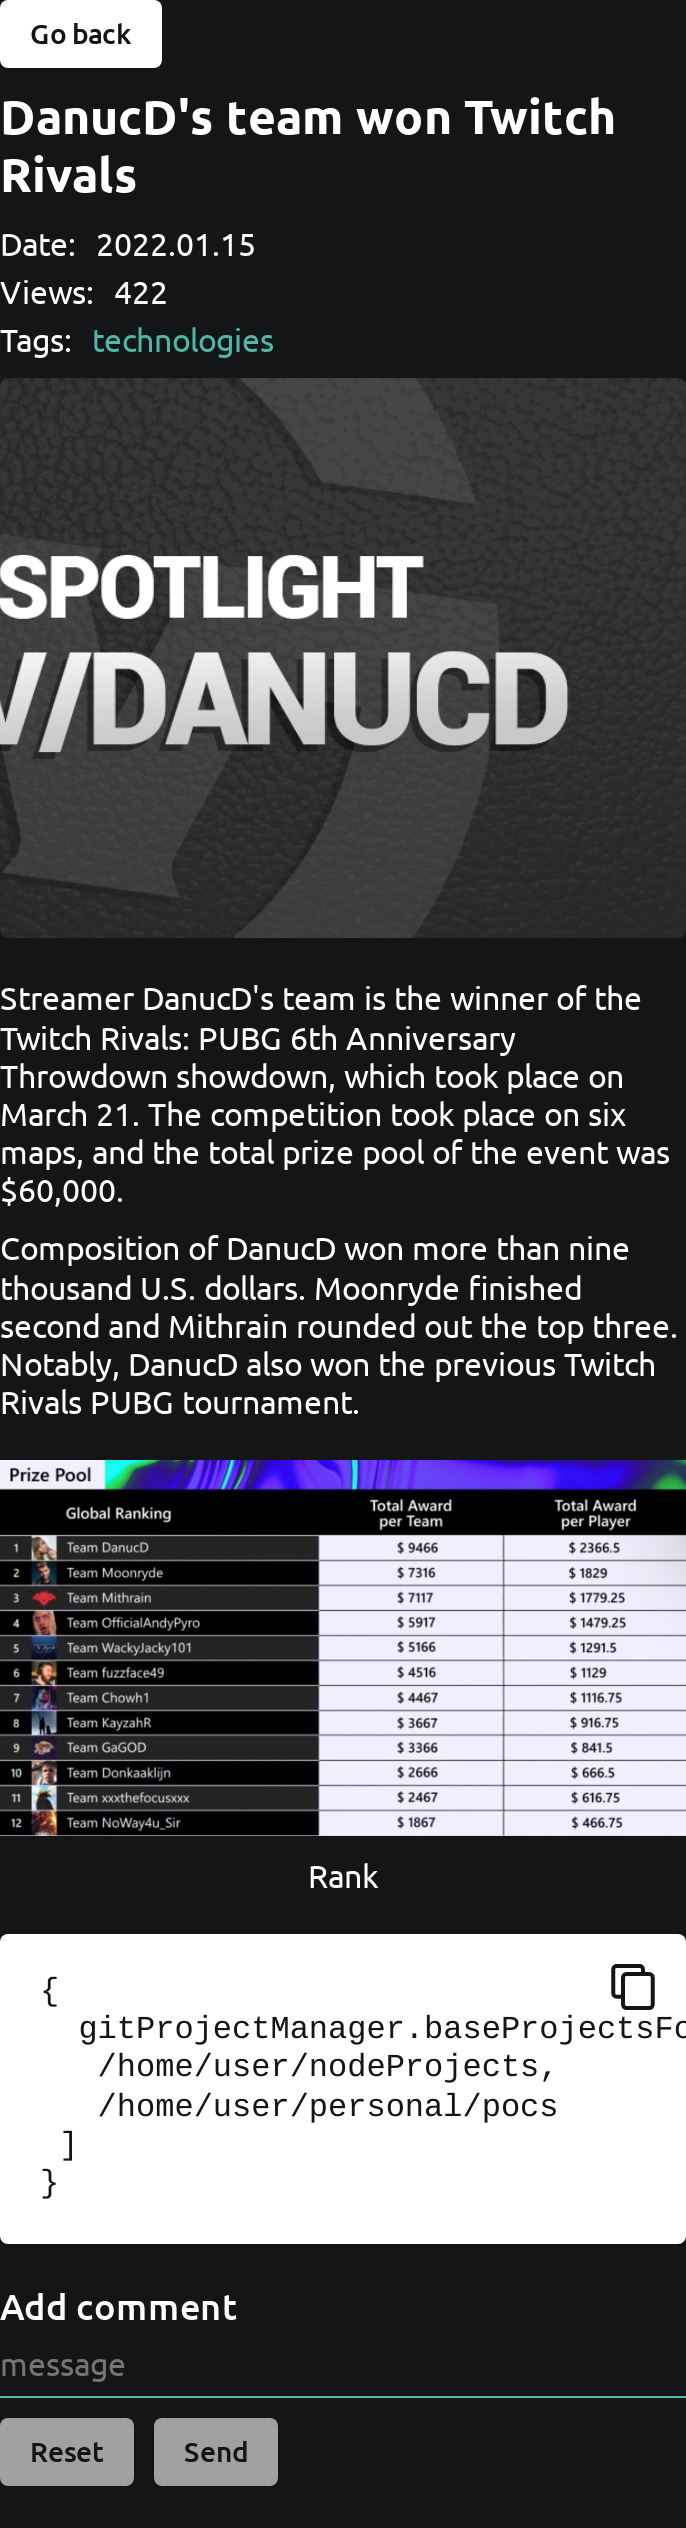 Go back
DanucD's team won Twitch
Rivals
Date: 2022.01.15
Views: 422
Tags: technologies
SPOTLIGHT
V/DANUCD
Streamer DanucD's team is the winner of the
Twitch Rivals: PUBG 6th Anniversary
Throwdown showdown, which took place on
March 21. The competition took place on six
maps, and the total prize pool of the event was
$60,000.
Composition of DanucD won more than nine
thousand U.S. dollars. Moonryde finished
second and Mithrain rounded out the top three.
Notably, DanucD also won the previous Twitch
Rivals PUBG tournament.
Prize Pool
Global Ranking Total Award per Team Total Award per Player
1 Team DanucD $ 9466 $ 2366.5
2 Team Moonryde $ 7316 $ 1829
3 Team Mithrain $ 7117 $ 1779.25
4 Team OfficialAndyPyro $ 5917 $ 1479.25
5 Team WackyJacky101 $ 5166 $ 1291.5
6 Team fuzzface49 $ 4516 $ 1129
7 Team Chowh1 $ 4467 $ 1116.75
8 Team KayzahR $ 3667 $ 916.75
9 Team GaGOD $ 3366 $ 841.5
10 Team Donkaaklijn $ 2666 $ 666.5
11 Team xxxthefocusxxx $ 2467 $ 616.75
12 Team NoWay4u_Sir $ 1867 $ 466.75
Rank
{
gitProjectManager.baseProjectsFo
/home/user/nodeProjects,
/home/user/personal/pocs
]
}
Add comment
message
Reset Send